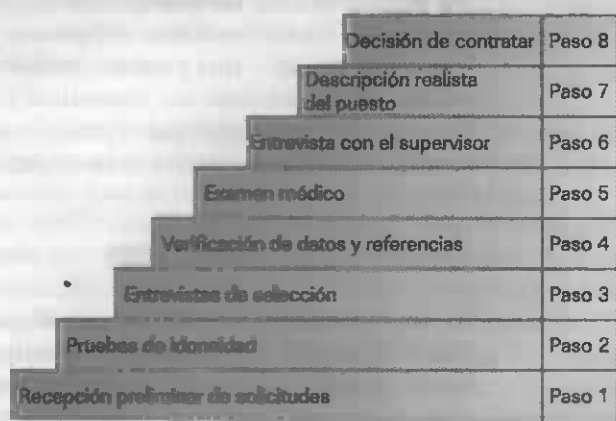 Decisión de contratar Paso 8
Descripción realista
del puesto Paso 7
Entrevista con el supervisor Paso 6
Examen médico Paso 5
Verificación de datos y referencias Paso 4
Entrevistas de selección Paso 3
Pruebas de idoneidad Paso 2
Recepción preliminar de solicitudes Paso 1